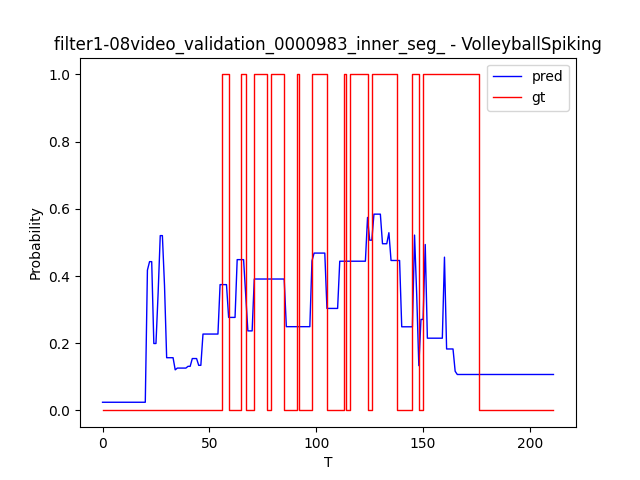 filter1-08video_validation_0000983_inner_seg_ - VolleyballSpiking
pred
gt
1.0
0.8
0.6
0.4
0.2
0.0
Probability
0
50
100
150
200
T